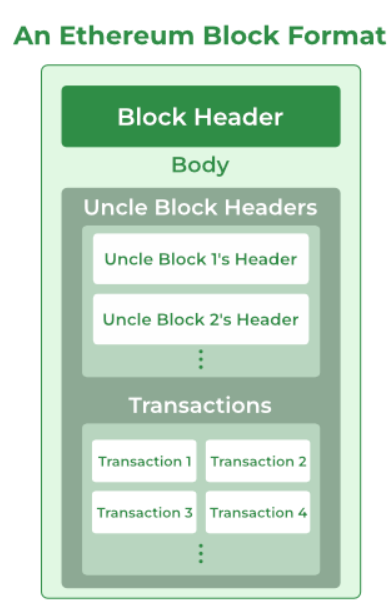 An Ethereum Block Format
Block Header
Body
Uncle Block Headers
Uncle Block 1's Header
Uncle Block 2's Header
Transactions
Transaction 1 Transaction 2
Transaction 3 Transaction 4